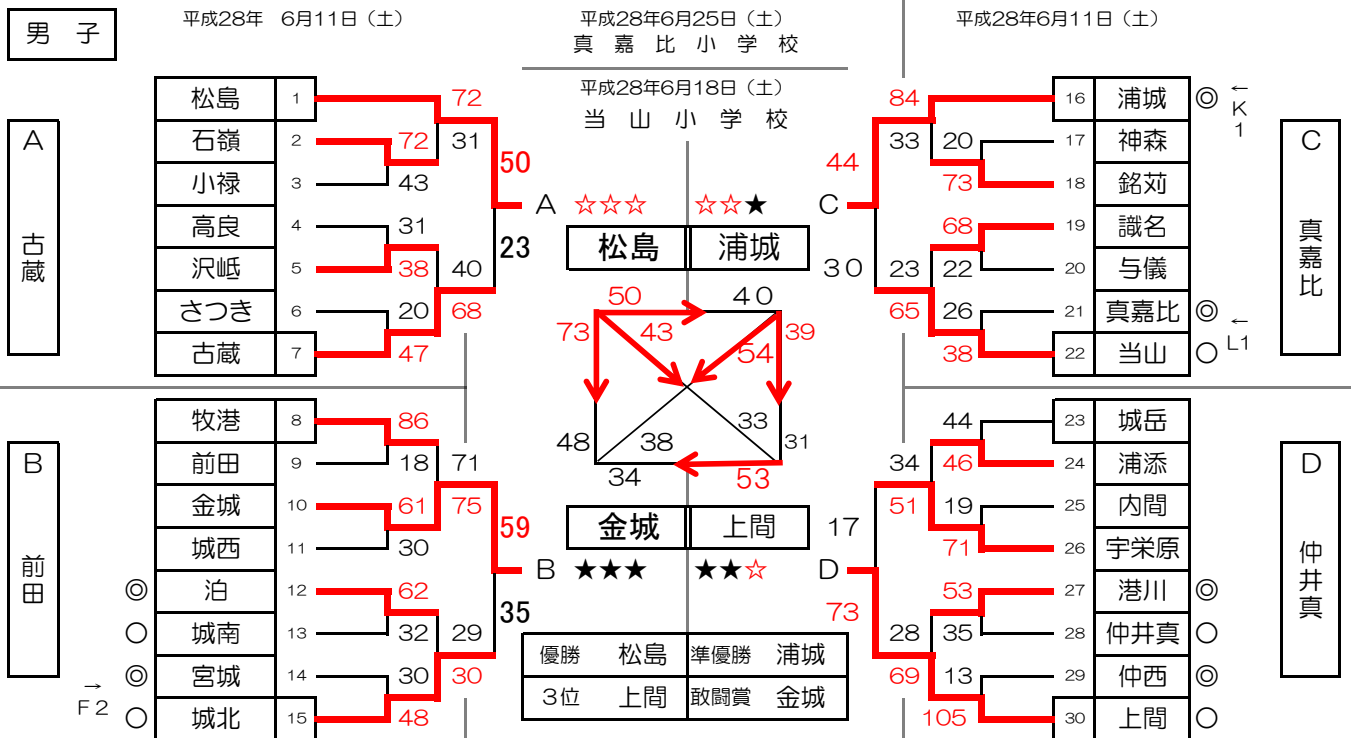 男 子
平成28年 6月11日（土）
平成28年6月25日（土）
真 嘉 比 小 学 校
平成28年6月11日（土）
平成28年6月18日（土）
当 山 小 学 校
A
古蔵
松島 1 72
石嶺 2 72 31
小禄 3 43
50
高良 4 31
23
沢岻 5 38 40
さつき 6 20 68
古蔵 7 47
B
前田
牧港 8 86
前田 9 18 71
金城 10 61 75
城西 11 30
59
◎ 泊 12 62
35
○ 城南 13 32 29
◎ 宮城 14 30 30
→
F2
○ 城北 15 48
A ☆☆☆ ☆☆★ C
松島 浦城
50 40
73 43 54 39
48 38 33 31
34 53
金城 上間
B ★★★ ★★☆ D
優勝 松島 準優勝 浦城
3位 上間 敢闘賞 金城
84 16 浦城 ◎ ←
K
1
33 20 17 神森
44
73 18 銘苅
68 19 識名
30
23 22 20 与儀
65 26 21 真嘉比 ◎ ←
L1
38 22 当山 ○
C
真嘉比
44 23 城岳
34 46 24 浦添
51 19 25 内間
17
71 26 宇栄原
53 27 港川 ◎
73
28 35 28 仲井真 ○
69 13 29 仲西 ◎
105 30 上間 ○
D
仲井真